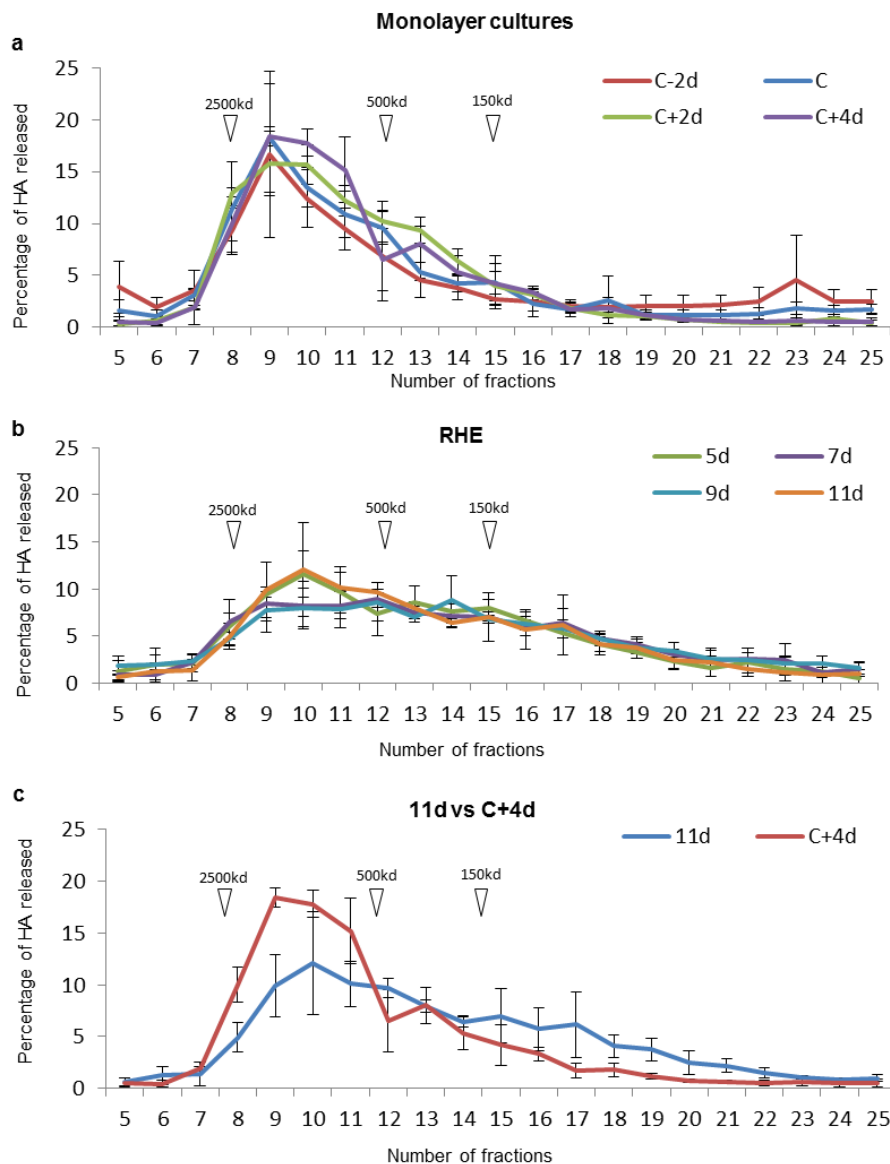 Monolayer cultures
a
25
20
15
10
5
0
Percentage of HA released
C-2d C
C+2d C+4d
2500kd 500kd 150kd
5 6 7 8 9 10 11 12 13 14 15 16 17 18 19 20 21 22 23 24 25
Number of fractions
b
RHE
25
20
15
10
5
0
Percentage of HA released
5d 7d
9d 11d
2500kd 500kd 150kd
5 6 7 8 9 10 11 12 13 14 15 16 17 18 19 20 21 22 23 24 25
Number of fractions
c
11d vs C+4d
25
20
15
10
5
0
Percentage of HA released
11d C+4d
2500kd 500kd 150kd
5 6 7 8 9 10 11 12 13 14 15 16 17 18 19 20 21 22 23 24 25
Number of fractions